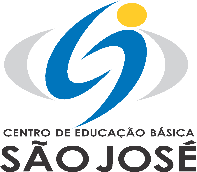 CENTRO DE EDUCAÇÃO BÁSICA
SÃO JOSÉ